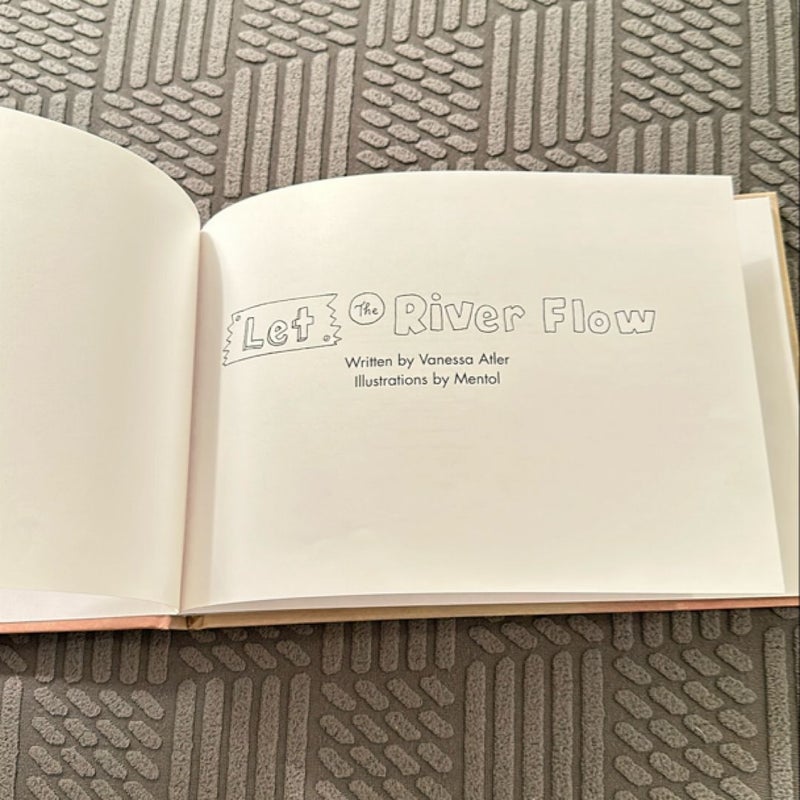 Let The River Flow
Written by Vanessa Atler
Illustrations by Mentol